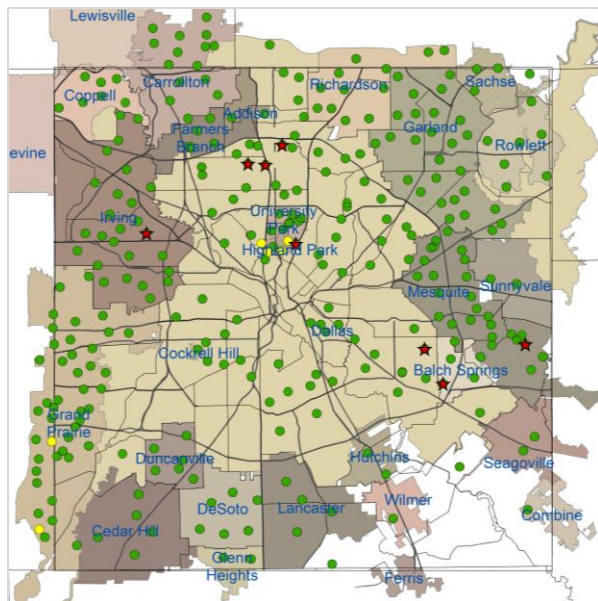 Lewisville
Coppell
Carrollton
Addison
Richardson
Sachse
Farmers
Branch
Garland
Rowlett
evine
Irving
University
Park
Highland Park
Mesquite
Sunnyvale
Dallas
Cockrell Hill
Balch Springs
Grand
Prairie
Duncanville
Hutchins
Seagoville
DeSoto
Lancaster
Wilmer
Combine
Cedar Hill
Glenn
Heights
Ferris